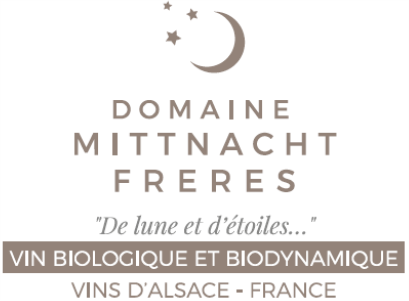 DOMAINE
MITTNACHT
FRERES
"De lune et d'étoiles..."
VIN BIOLOGIQUE ET BIODYNAMIQUE
VINS D'ALSACE - FRANCE